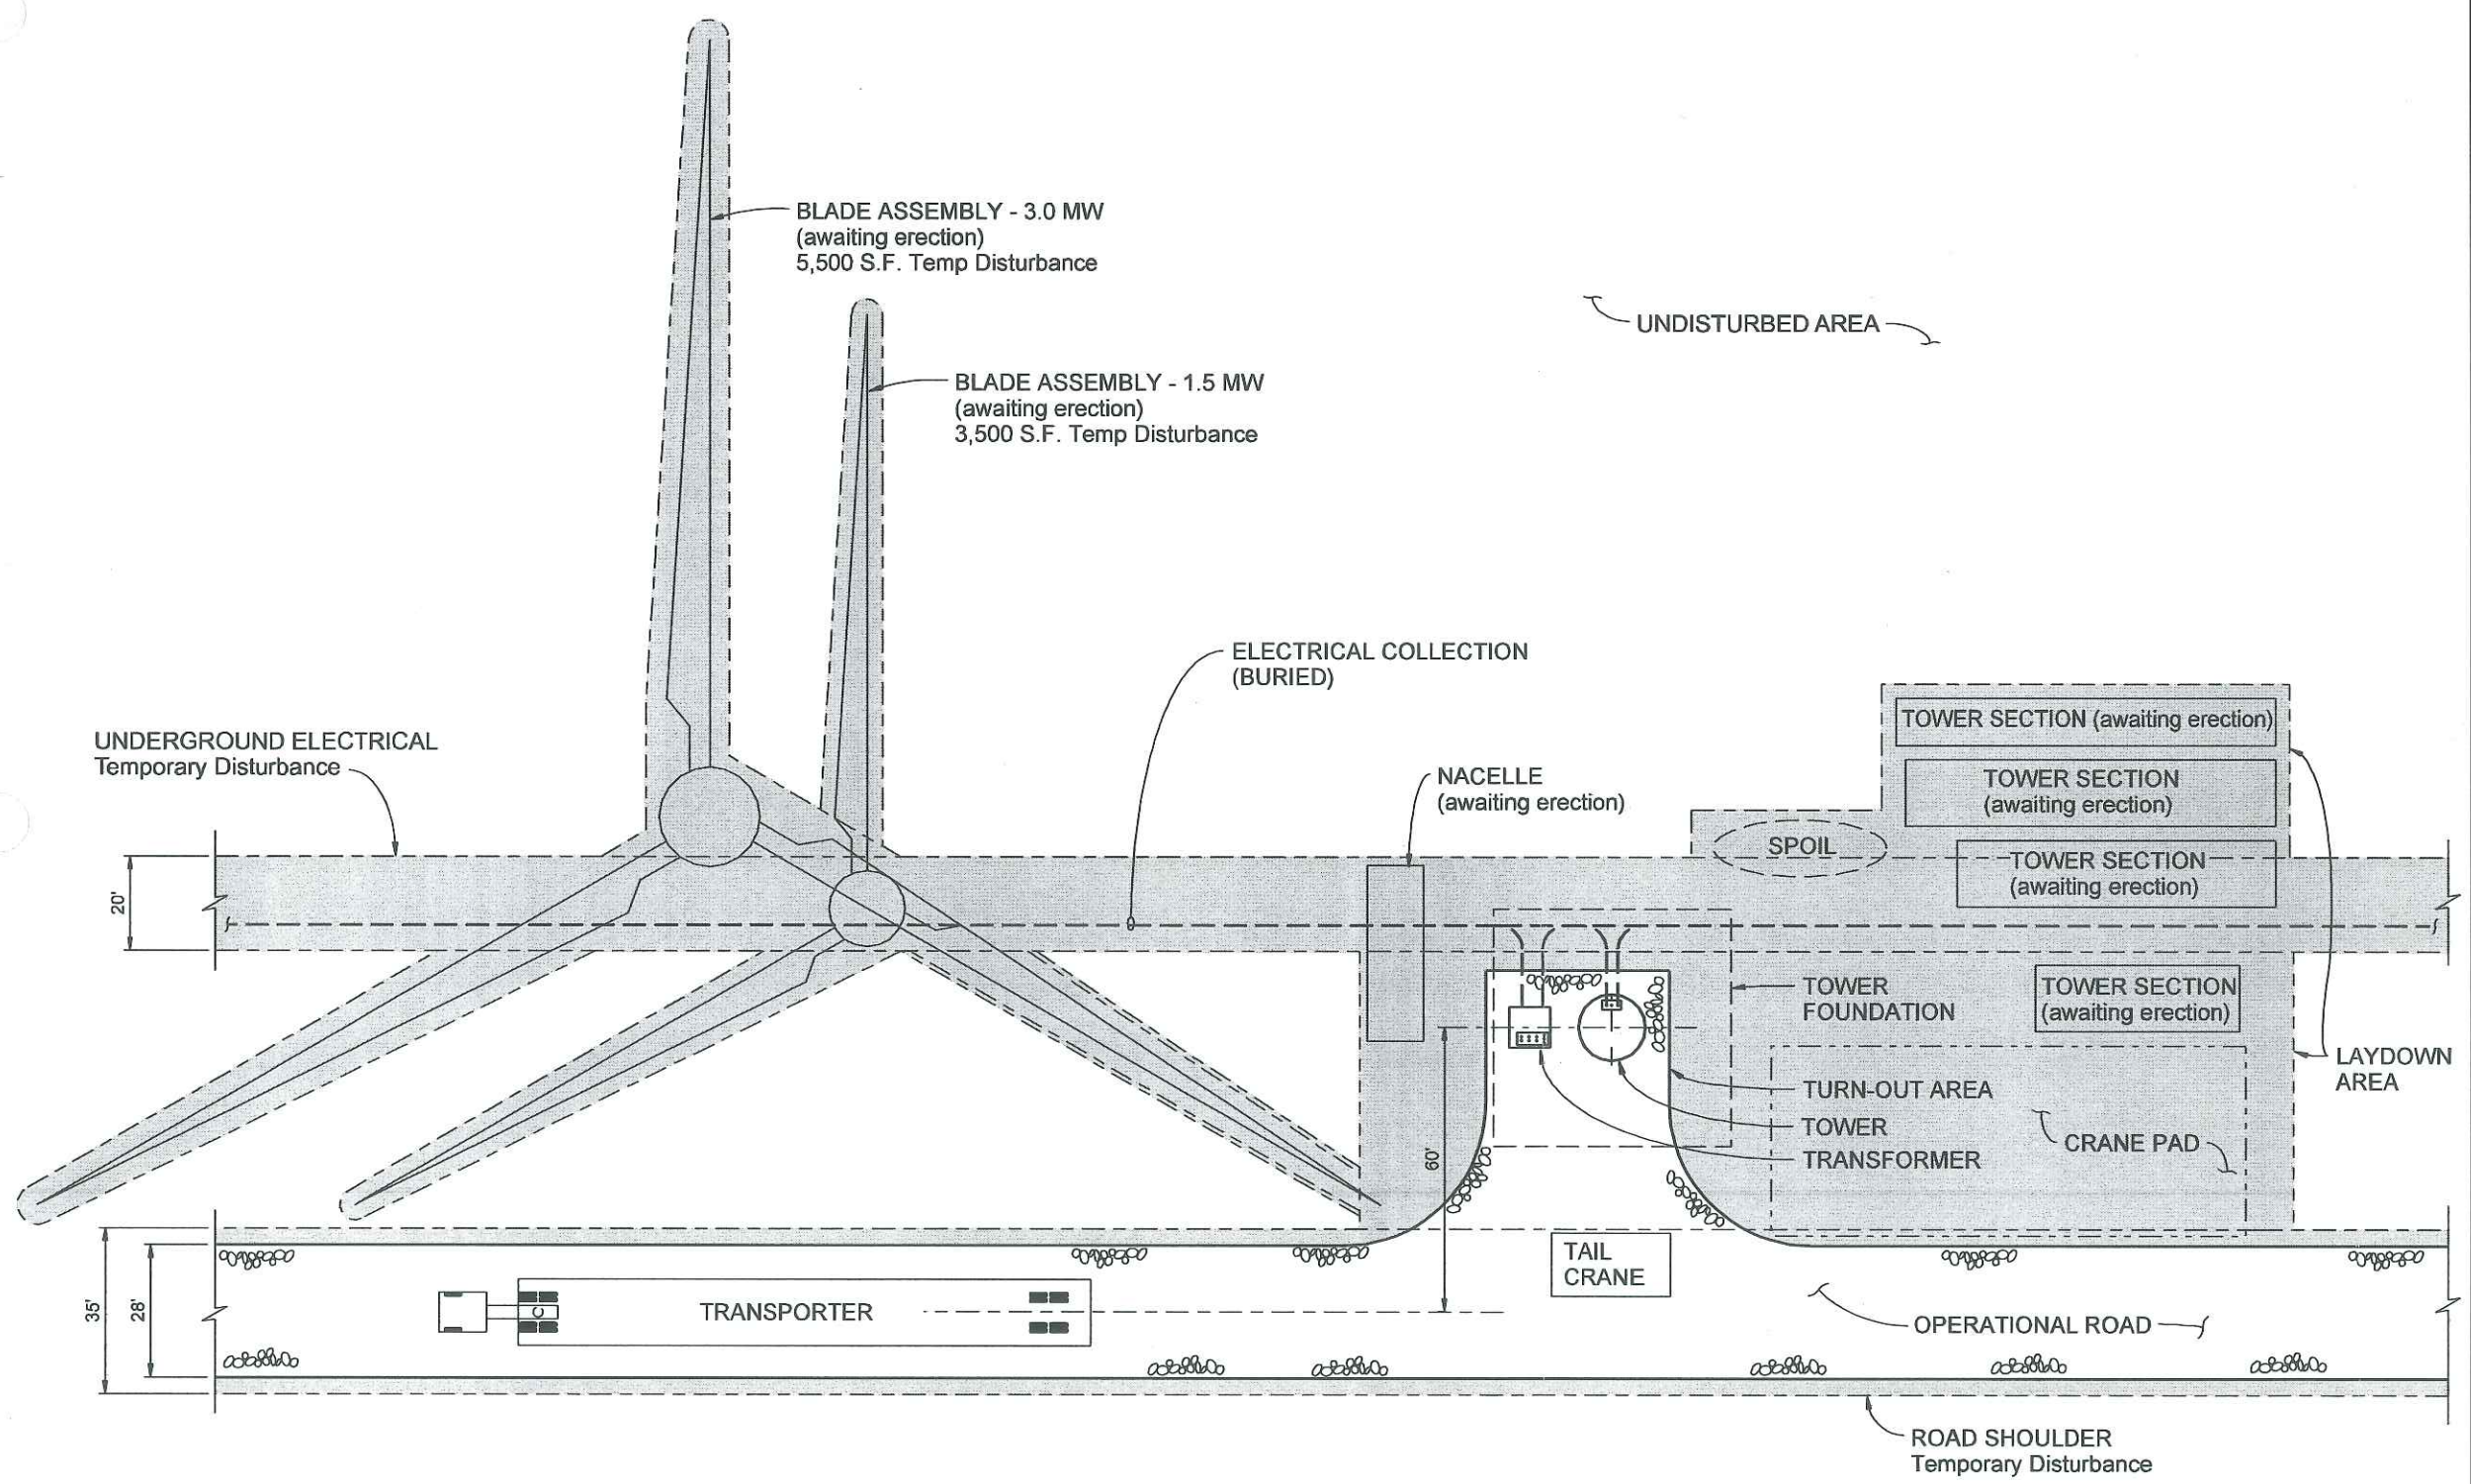 BLADE ASSEMBLY - 3.0 MW
(awaiting erection)
5,500 S.F. Temp Disturbance
UNDISTURBED AREA
BLADE ASSEMBLY - 1.5 MW
(awaiting erection)
3,500 S.F. Temp Disturbance
ELECTRICAL COLLECTION
(BURIED)
TOWER SECTION (awaiting erection)
UNDERGROUND ELECTRICAL
Temporary Disturbance
NACELLE
(awaiting erection)
TOWER SECTION
(awaiting erection)
SPOIL
TOWER SECTION
(awaiting erection)
20'
TOWER
FOUNDATION
TOWER SECTION
(awaiting erection)
LAYDOWN
AREA
TURN-OUT AREA
TOWER
CRANE PAD
TRANSFORMER
60'
TAIL
CRANE
35'
28'
TRANSPORTER
OPERATIONAL ROAD
ROAD SHOULDER
Temporary Disturbance